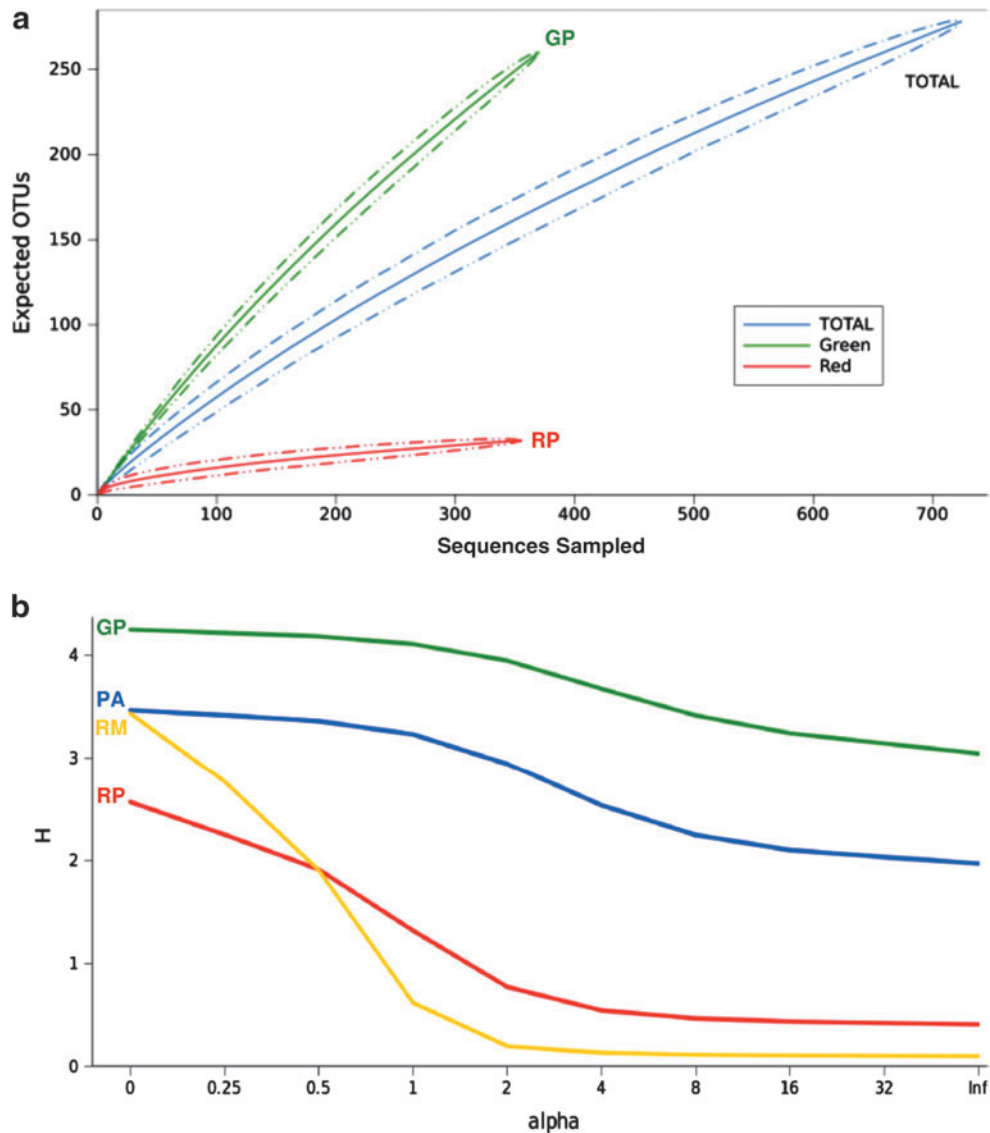 a
GP
TOTAL
250
200
150
100
50
0
Expected OTUs
TOTAL
Green
Red
RP
0 100 200 300 400 500 600 700
Sequences Sampled
b
GP
PA
RM
RP
4
3
2
1
0
H
0 0.25 0.5 1 2 4 8 16 32 Inf
alpha